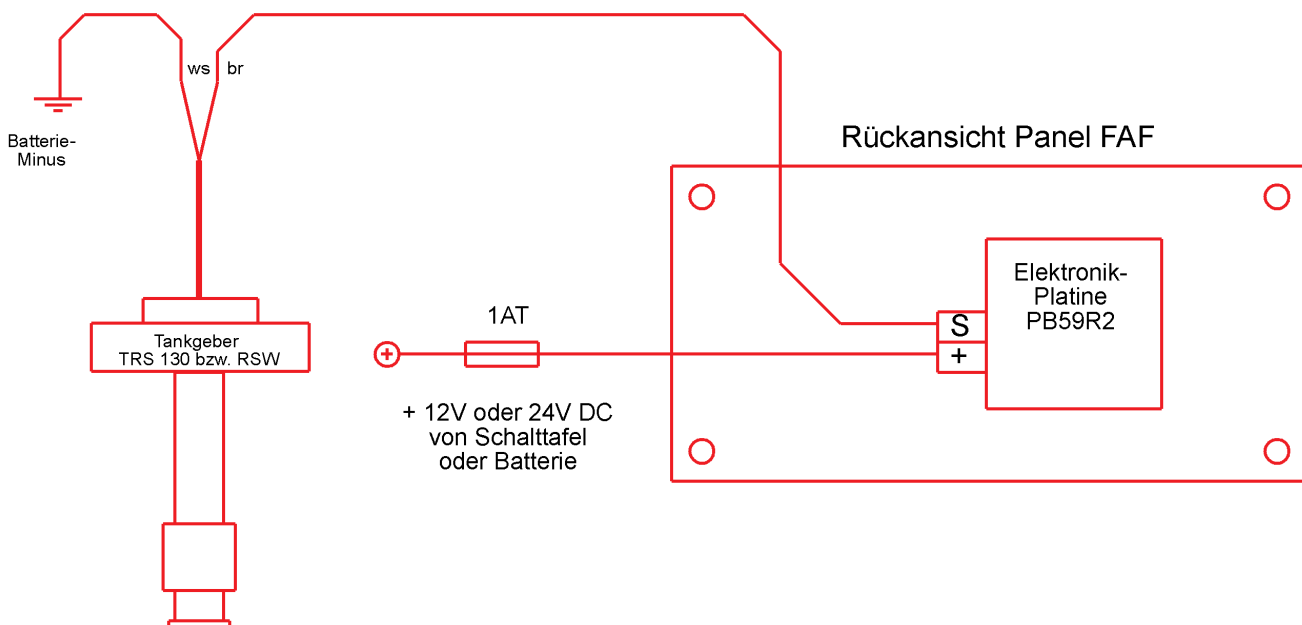 ws br
Batterie-
Minus
Rückansicht Panel FAF
Elektronik-
Platine
PB59R2
S
+
1AT
Tankgeber
TRS 130 bzw. RSW
+
+ 12V oder 24V DC
von Schalttafel
oder Batterie